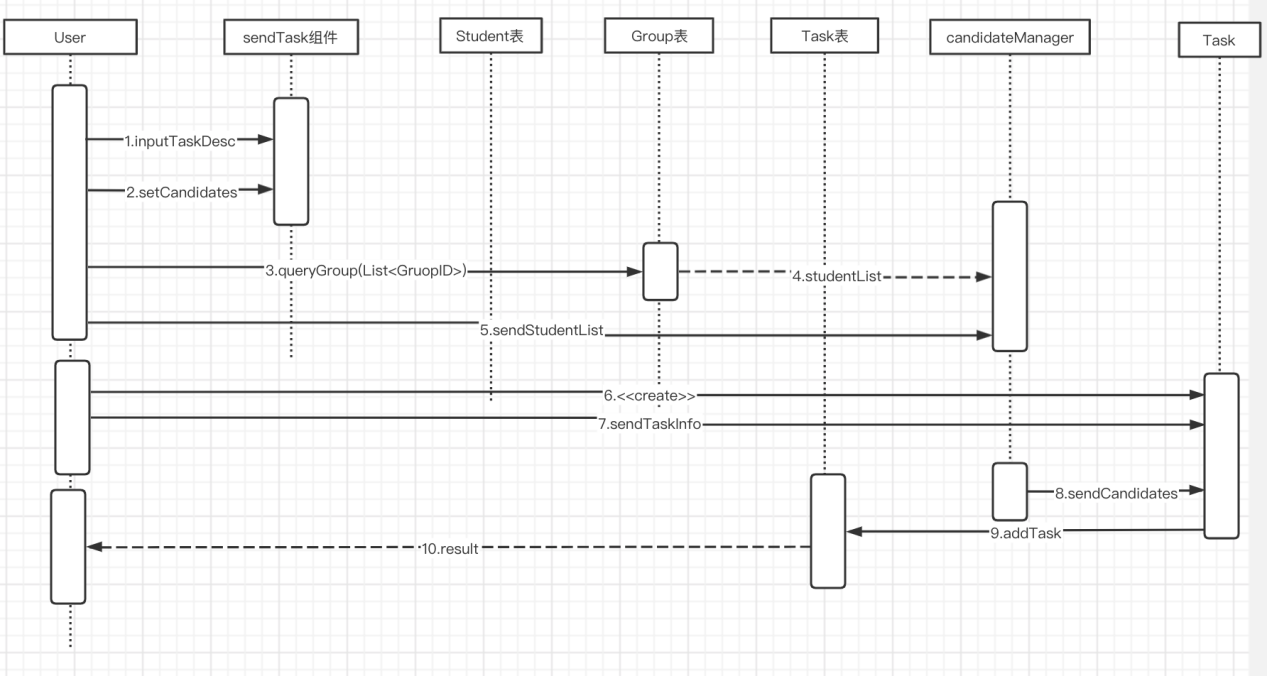 User
sendTask组件
Student表
Group表
Task表
candidateManager
Task
1.inputTaskDesc
2.setCandidates
3.queryGroup(List<GruopID>)
4.studentList
5.sendStudentList
6.<<create>>
7.sendTaskInfo
8.sendCandidates
9.addTask
10.result